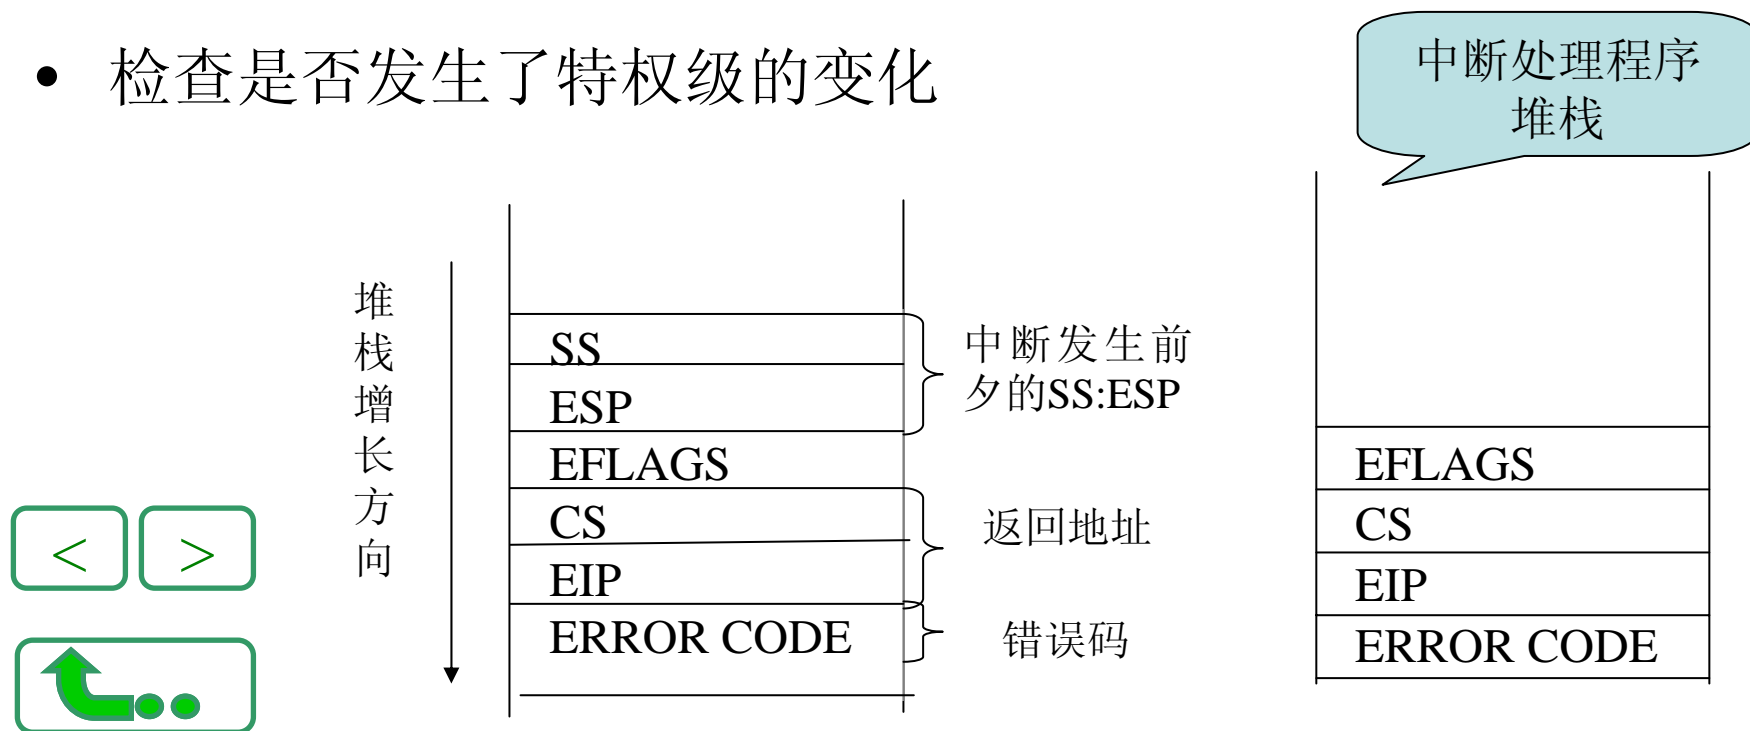 • 检查是否发生了特权级的变化
中断处理程序
堆栈
堆栈增长方向
SS
ESP
EFLAGS
CS
EIP
ERROR CODE
中断发生前
夕的SS:ESP
返回地址
错误码
EFLAGS
CS
EIP
ERROR CODE
< >